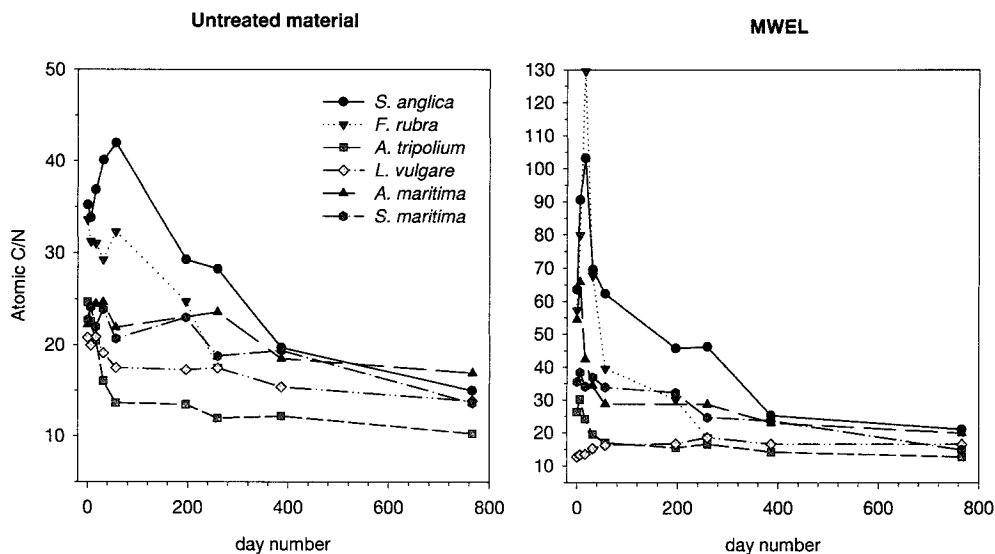 Untreated material
Atomic C/N
50
40
30
20
10
S. anglica
F. rubra
A. tripolium
L. vulgare
A. maritima
S. maritima
0
200
400
600
800
day number
MWEL
130
120
110
100
90
80
70
60
50
40
30
20
10
0
200
400
600
800
day number